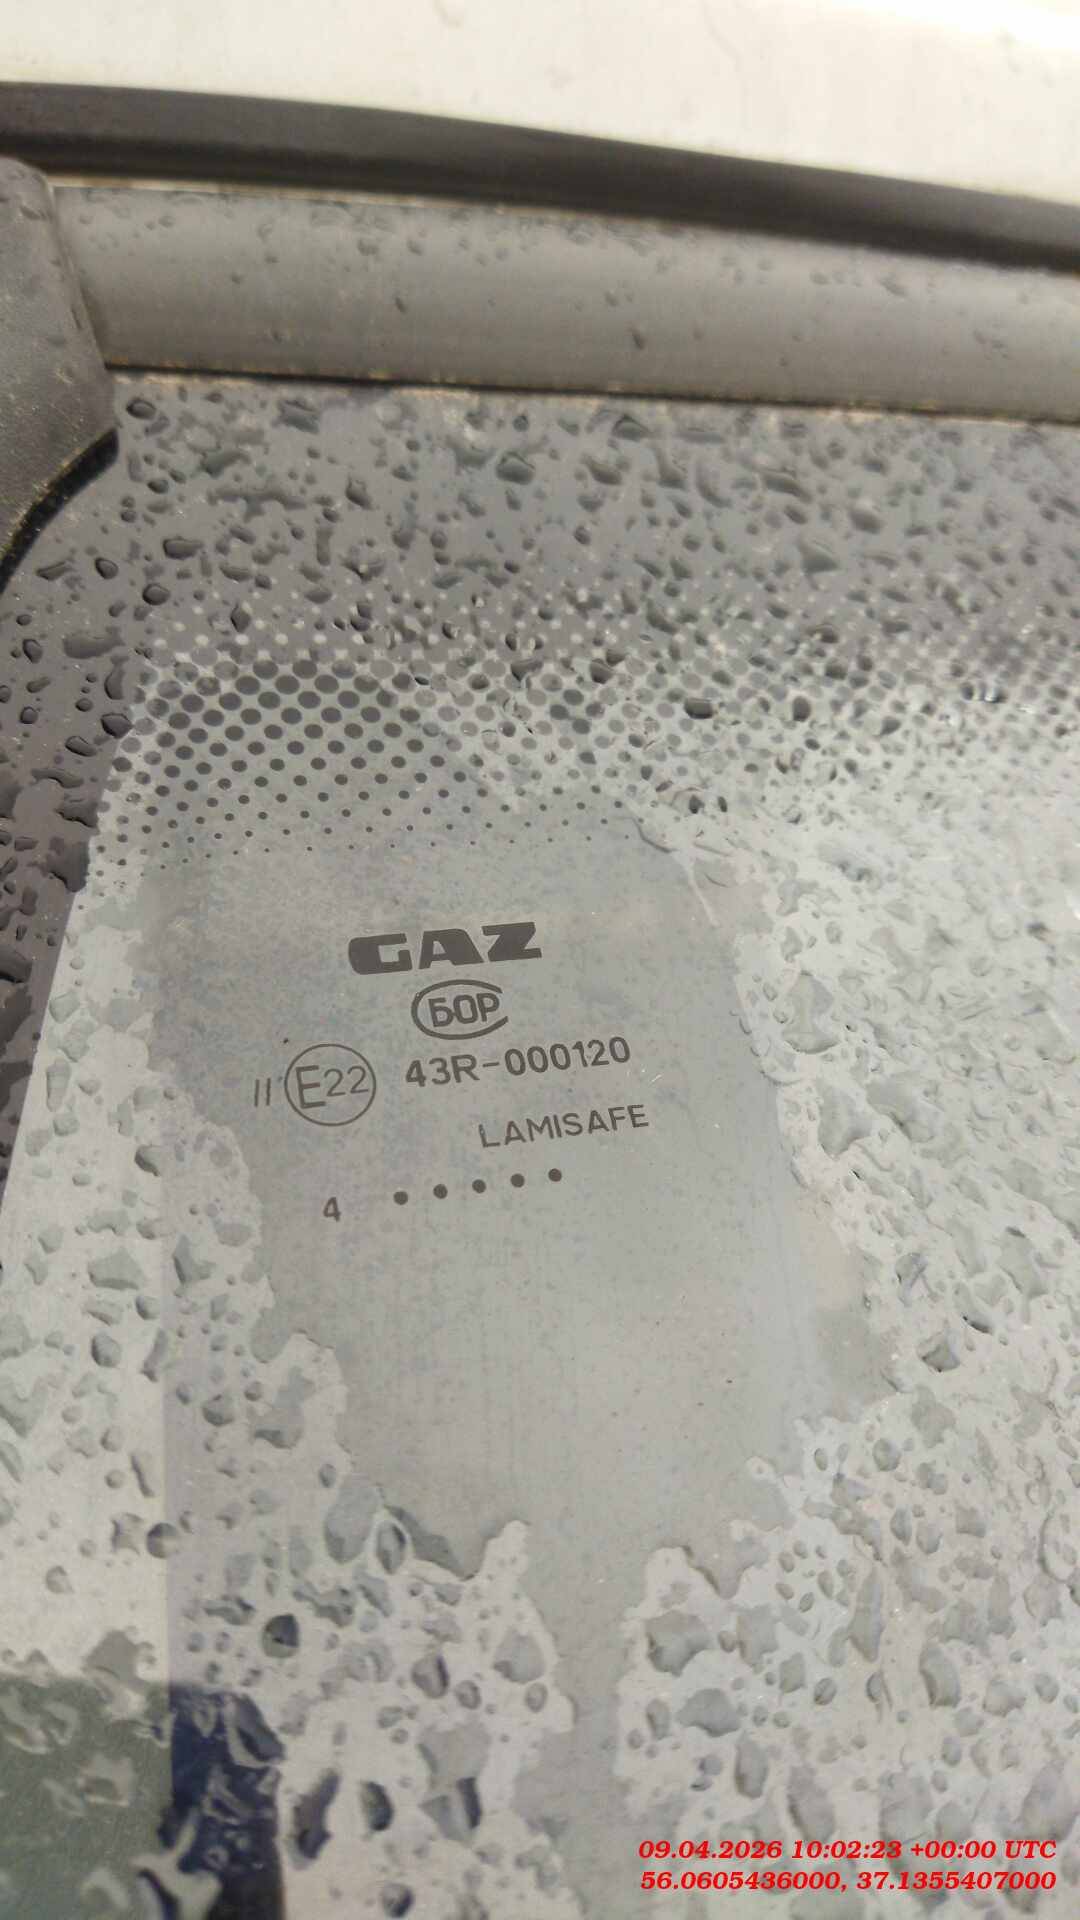 GAZ
БОР
II E22 43R-000120
LAMISAFE
4 • • • • •
09.04.2026 10:02:23 +00:00 UTC
56.0605436000, 37.1355407000